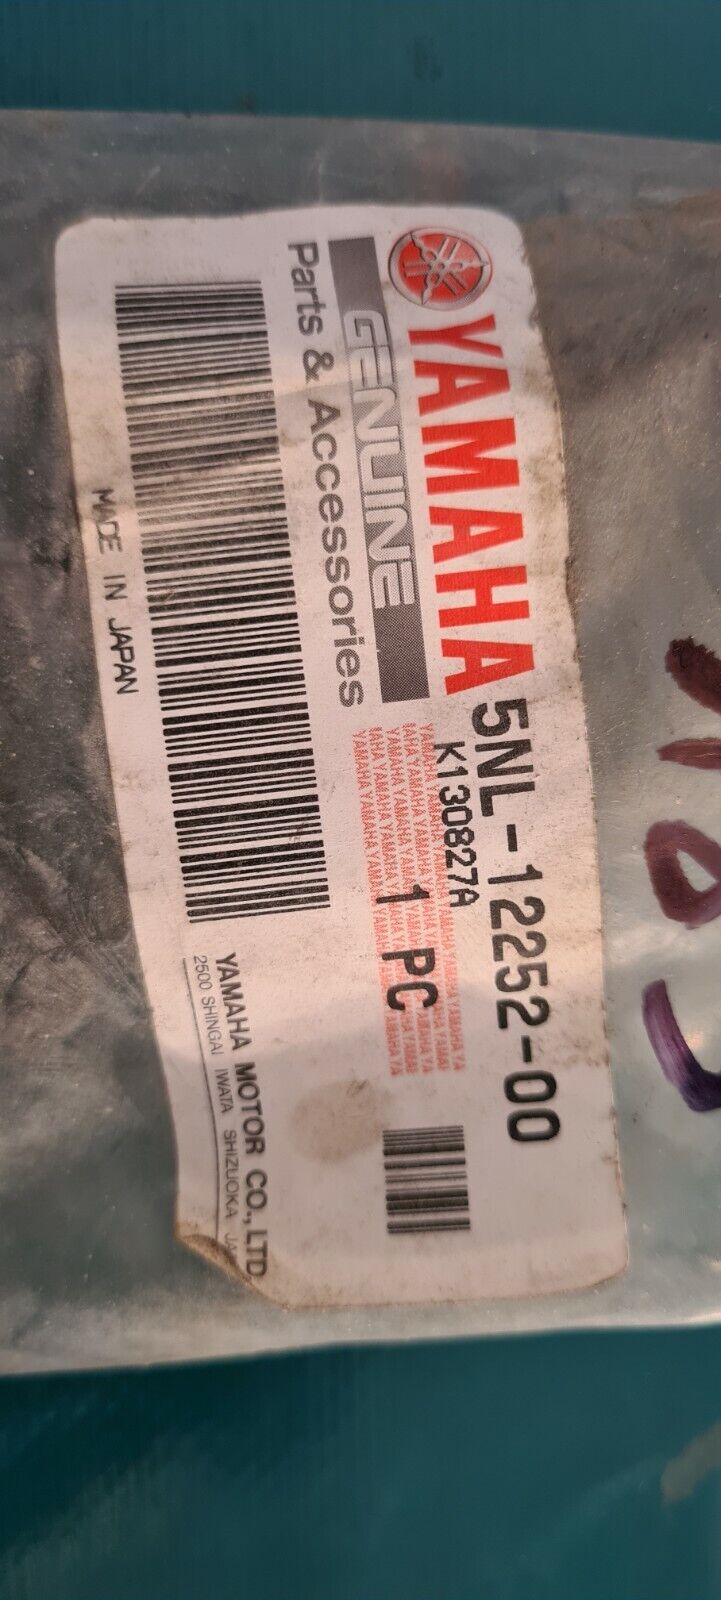 YAMAHA
5NL-12252-00
GENUINE
K130827A
Parts & Accessories
1 PC
YAMAHA MOTOR CO., LTD
2500 SHINGAI IWATA SHIZUOKA
MADE IN JAPAN